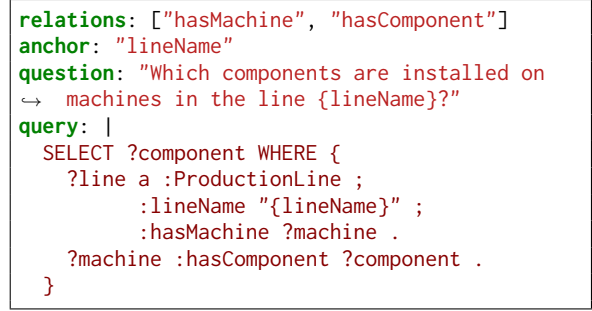 relations: ["hasMachine", "hasComponent"]
anchor: "lineName"
question: "Which components are installed on
↪ machines in the line {lineName}?"
query: |
  SELECT ?component WHERE {
    ?line a :ProductionLine ;
          :lineName "{lineName}" ;
          :hasMachine ?machine .
    ?machine :hasComponent ?component .
  }